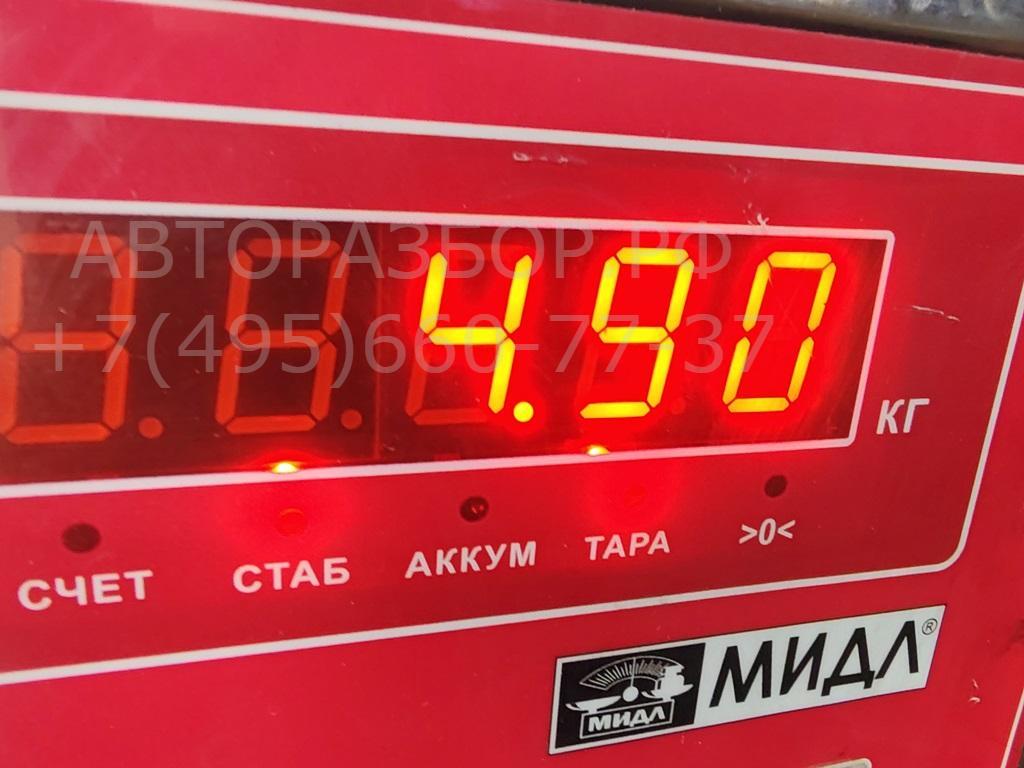 АВТОРАЗБОР.РФ
+7(495)660-77-37
4.90
КГ
СЧЕТ СТАБ АККУМ ТАРА >0<
МИДЛ МИДЛ®